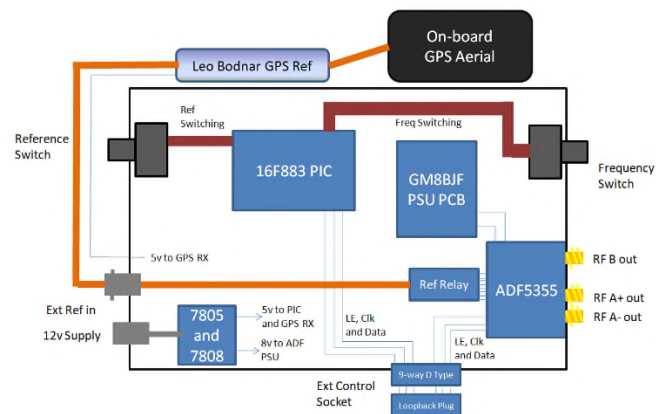 On-board
GPS Aerial
Leo Bodnar GPS Ref
Ref
Switching
Freq Switching
Reference
Switch
16F883 PIC
GM8BJF
PSU PCB
Frequency
Switch
5v to GPS RX
Ref Relay
ADF5355
RF B out
RF A+ out
RF A- out
Ext Ref in
12v Supply
7805
and
7808
5v to PIC
and GPS RX
8v to ADF
PSU
LE, Clk
and Data
LE, Clk
and Data
Ext Control
Socket
9-way D Type
Loopback Plug